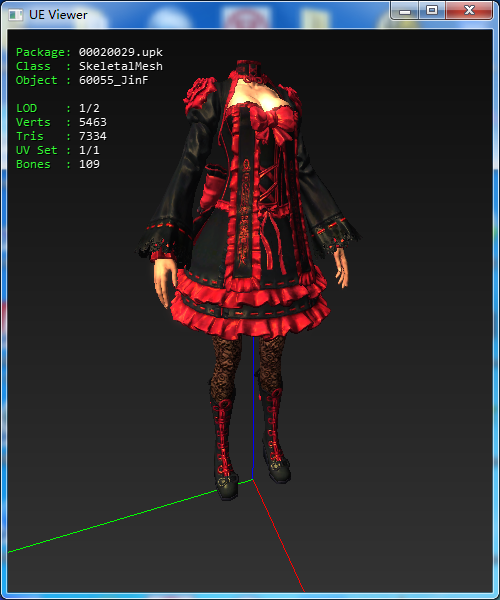 UE Viewer
Package: 00020029.upk
Class : SkeletalMesh
Object : 60055_JinF
LOD : 1/2
Verts : 5463
Tris : 7334
UV Set : 1/1
Bones : 109